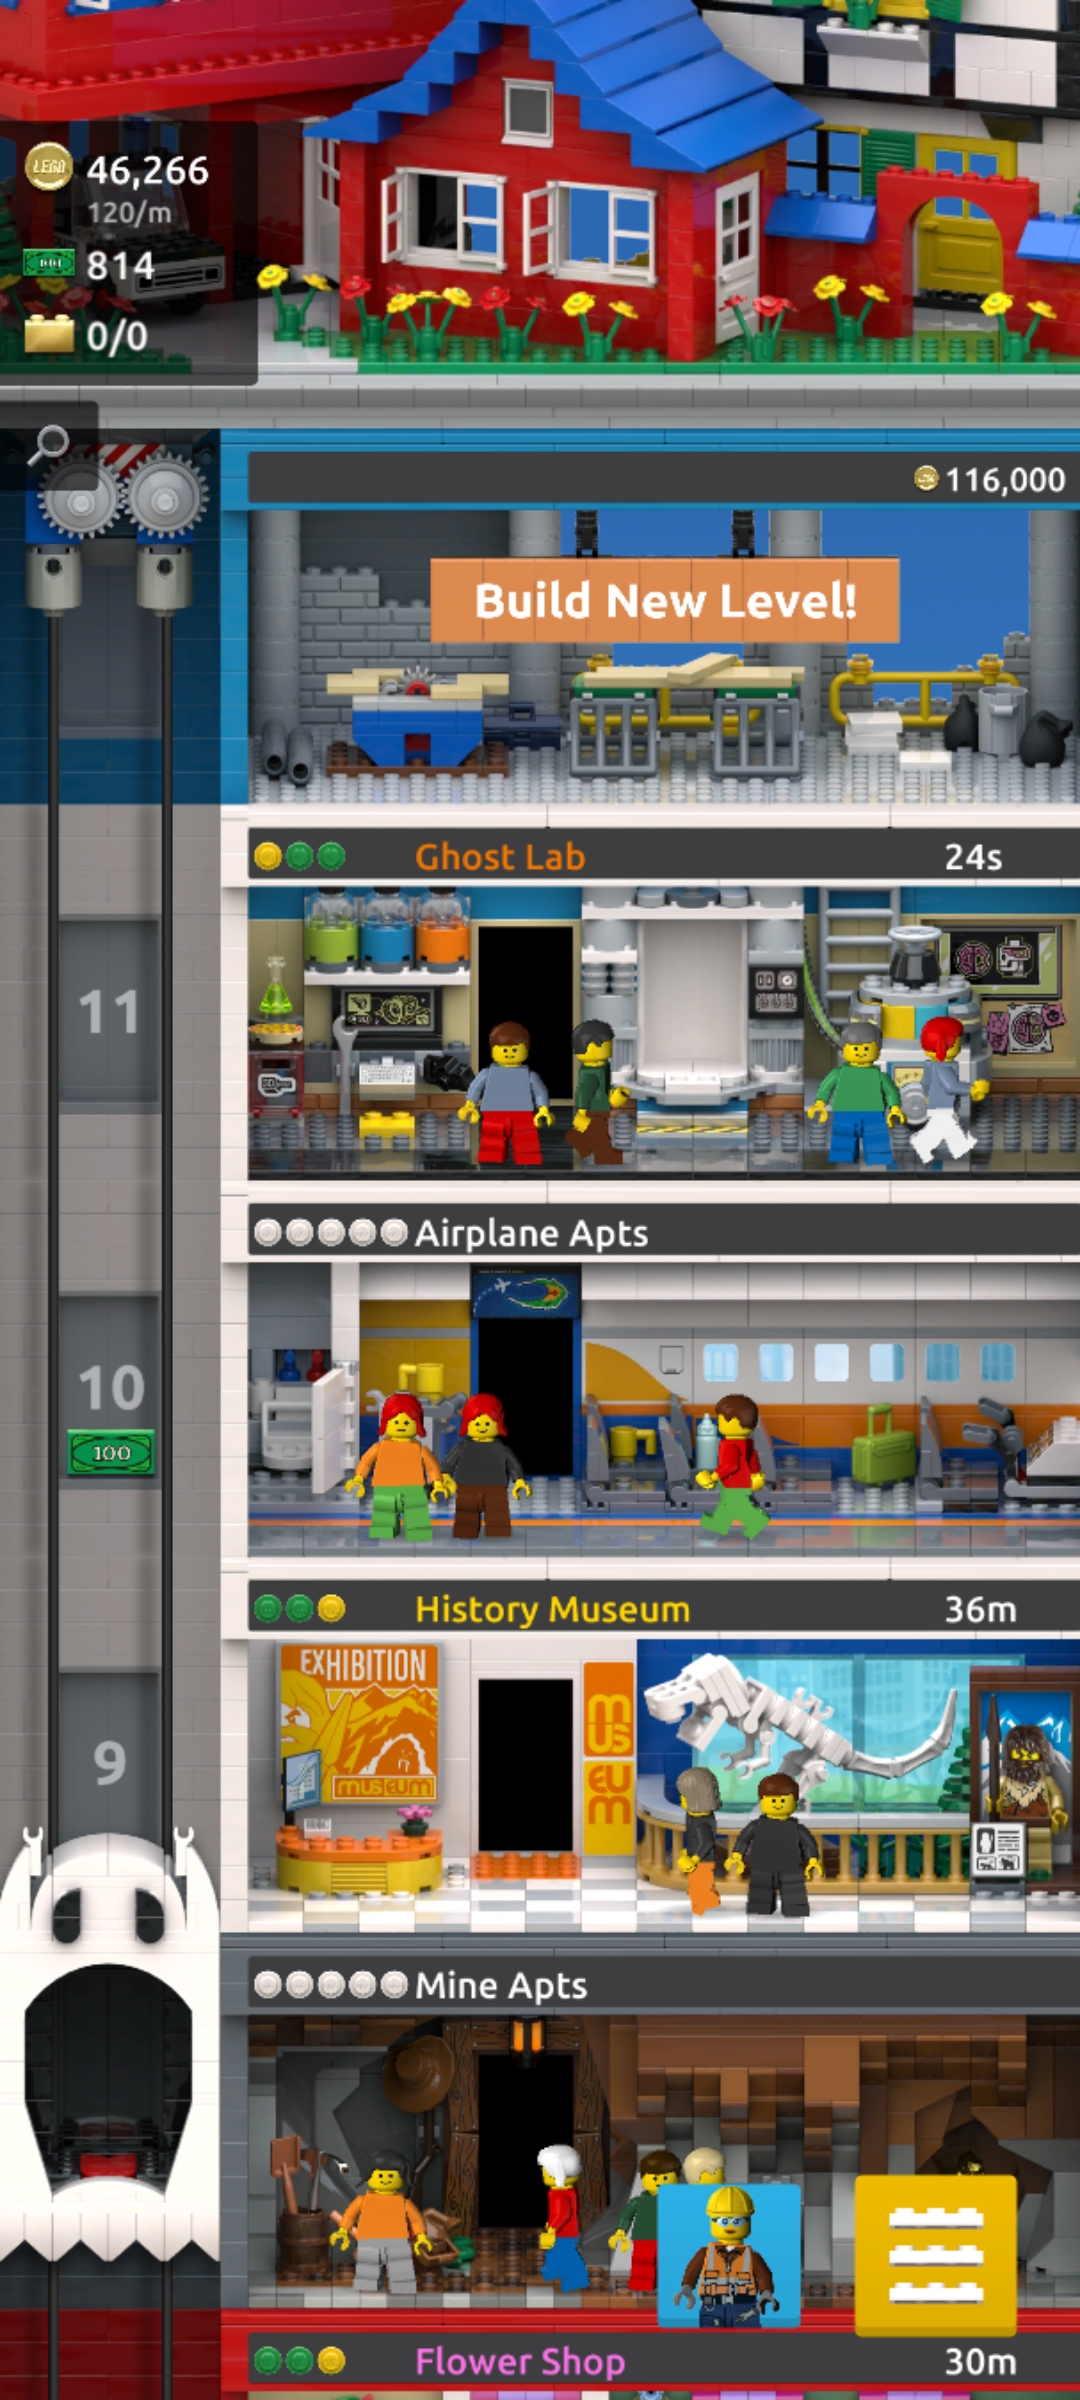 LEGO 46,266
120/m
814
0/0
116,000
Build New Level!
Ghost Lab 24s
11
Airplane Apts
10
100
History Museum 36m
EXHIBITION
MUSEUM
MUS
EUM
9
Mine Apts
Flower Shop 30m